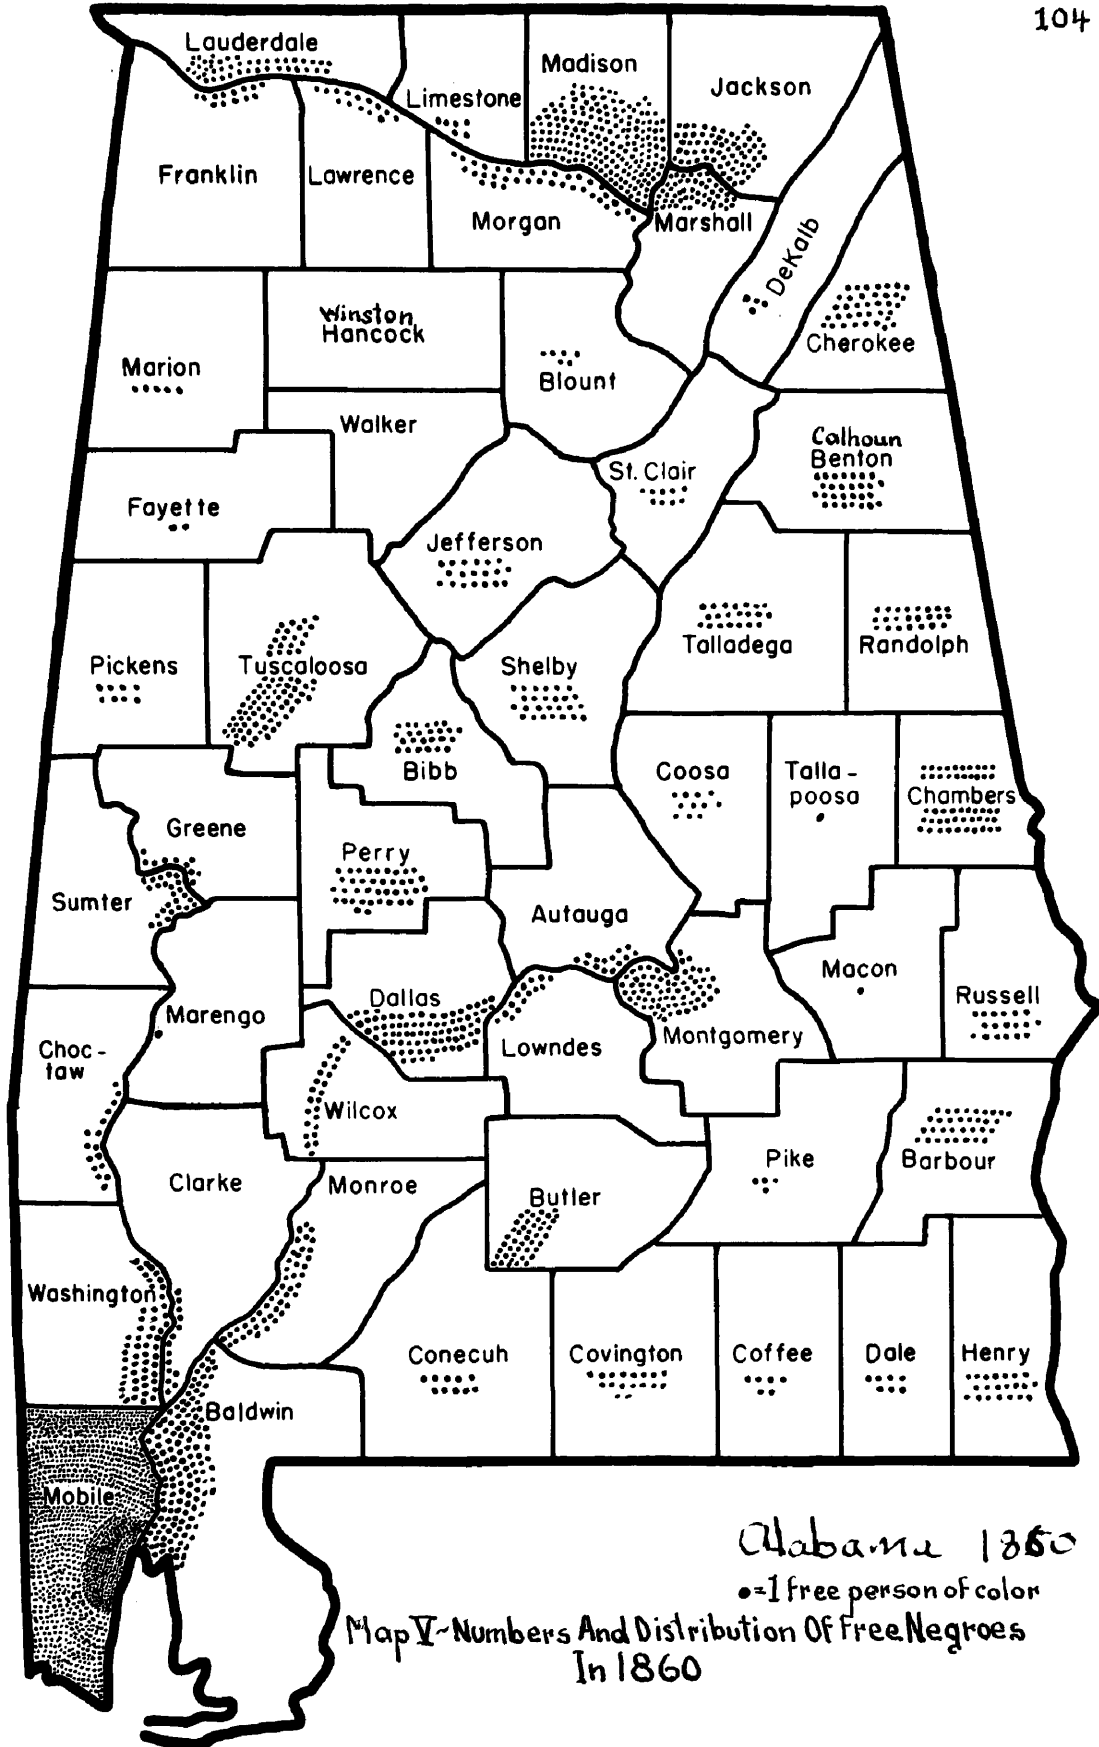 104
Lauderdale
Limestone
Madison
Jackson
Franklin
Lawrence
Morgan
Marshall
DeKalb
Cherokee
Marion
Winston
Hancock
Blount
Walker
Calhoun
Benton
St. Clair
Fayette
Jefferson
Pickens
Tuscaloosa
Shelby
Talladega
Randolph
Bibb
Coosa
Talla-
poosa
Chambers
Greene
Perry
Sumter
Autauga
Macon
Russell
Marengo
Dallas
Lowndes
Montgomery
Choc-
taw
Wilcox
Clarke
Monroe
Butler
Pike
Barbour
Washington
Conecuh
Covington
Coffee
Dale
Henry
Baldwin
Mobile
Alabama 1860
•=1 free person of color
Map V~Numbers And Distribution Of Free Negroes
In 1860